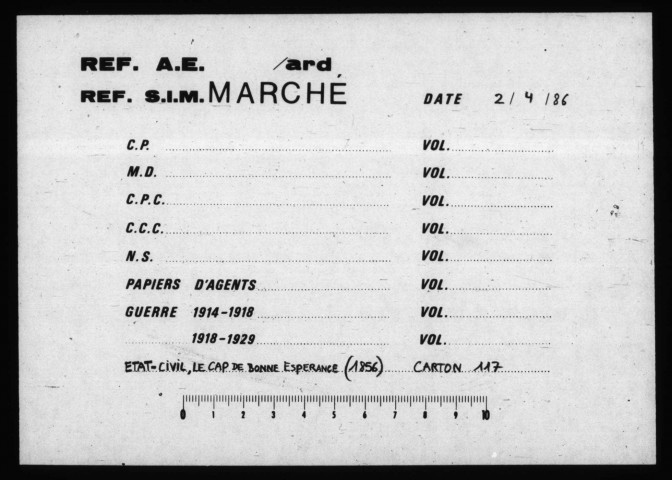 REF. A.E. /ard
REF. S.I.M. MARCHÉ DATE 2/4/86
C.P. VOL.
M.D. VOL.
C.P.C. VOL.
C.C.C. VOL.
N.S. VOL.
PAPIERS D'AGENTS VOL.
GUERRE 1914-1918 VOL.
1918-1929 VOL.
ETAT-CIVIL, LE CAP DE BONNE ESPERANCE (1856) CARTON 117
0 1 2 3 4 5 6 7 8 9 10